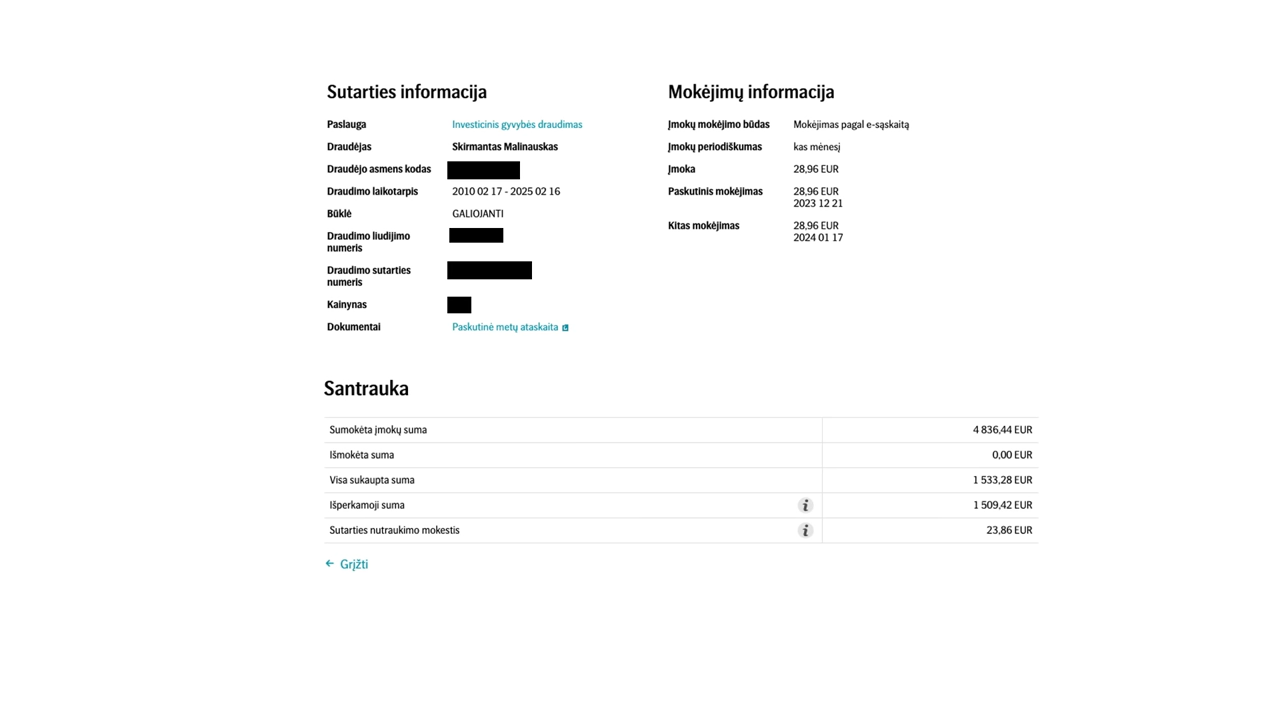 Sutarties informacija
Paslauga Investicinis gyvybės draudimas
Draudėjas Skirmantas Malinauskas
Draudėjo asmens kodas
Draudimo laikotarpis 2010 02 17 - 2025 02 16
Būklė GALIOJANTI
Draudimo liudijimo
numeris
Draudimo sutarties
numeris
Kainynas
Dokumentai Paskutinė metų ataskaita
Mokėjimų informacija
Įmokų mokėjimo būdas Mokėjimas pagal e-sąskaitą
Įmokų periodiškumas kas mėnesį
Įmoka 28,96 EUR
Paskutinis mokėjimas 28,96 EUR
2023 12 21
Kitas mokėjimas 28,96 EUR
2024 01 17
Santrauka
Sumokėta įmokų suma 4 836,44 EUR
Išmokėta suma 0,00 EUR
Visa sukaupta suma 1 533,28 EUR
Išperkamoji suma i 1 509,42 EUR
Sutarties nutraukimo mokestis i 23,86 EUR
← Grįžti